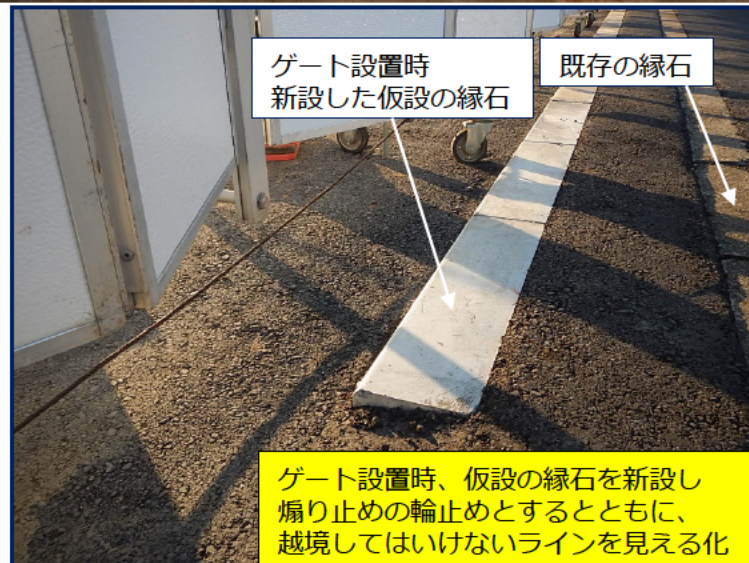 ゲート設置時
新設した仮設の縁石
既存の縁石
ゲート設置時、仮設の縁石を新設し
煽り止めの輪止めとするとともに、
越境してはいけないラインを見える化